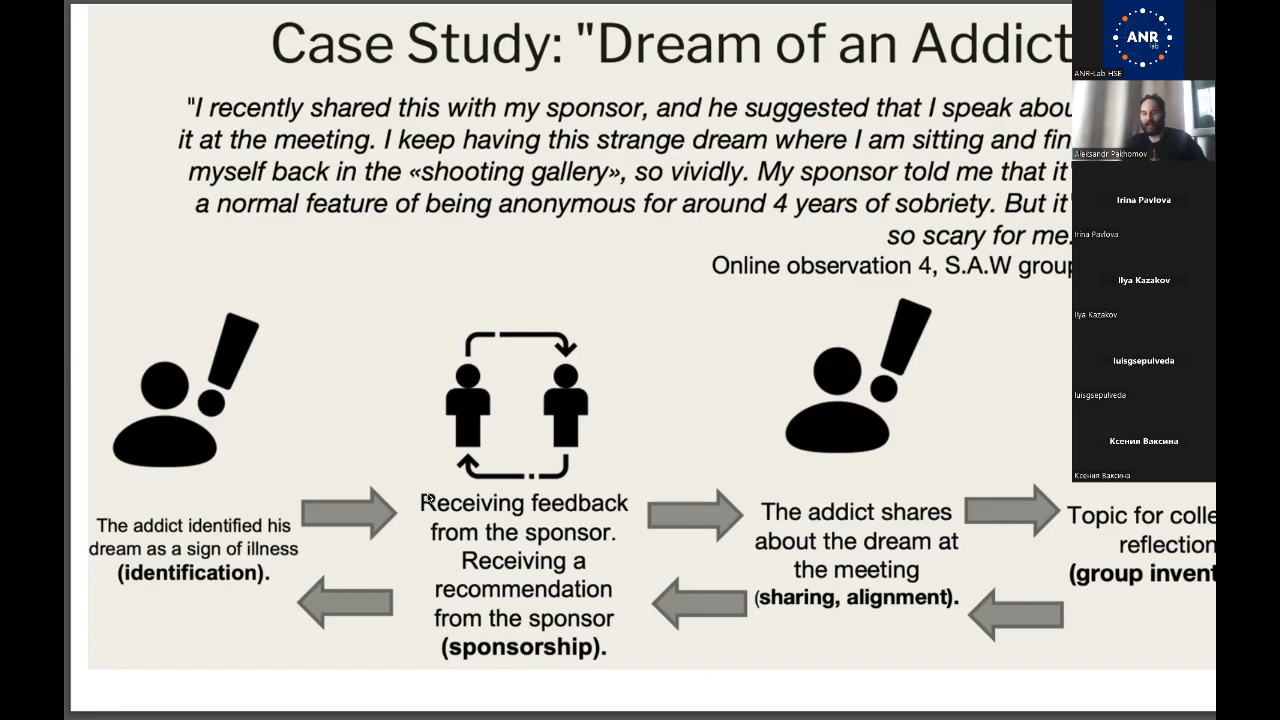 Case Study: "Dream of an Addict
"I recently shared this with my sponsor, and he suggested that I speak abou
it at the meeting. I keep having this strange dream where I am sitting and fin
myself back in the «shooting gallery», so vividly. My sponsor told me that it'
a normal feature of being anonymous for around 4 years of sobriety. But it'
so scary for me.
Online observation 4, S.A.W group
The addict identified his
dream as a sign of illness
(identification).
Receiving feedback
from the sponsor.
Receiving a
recommendation
from the sponsor
(sponsorship).
The addict shares
about the dream at
the meeting
(sharing, alignment).
Topic for colle
reflection
(group invent
ANR
lab
ANR-Lab HSE
Aleksandr Pakhomov
Irina Pavlova
Irina Pavlova
Ilya Kazakov
Ilya Kazakov
luisgsepulveda
luisgsepulveda
Ксения Ваксина
Ксения Ваксина